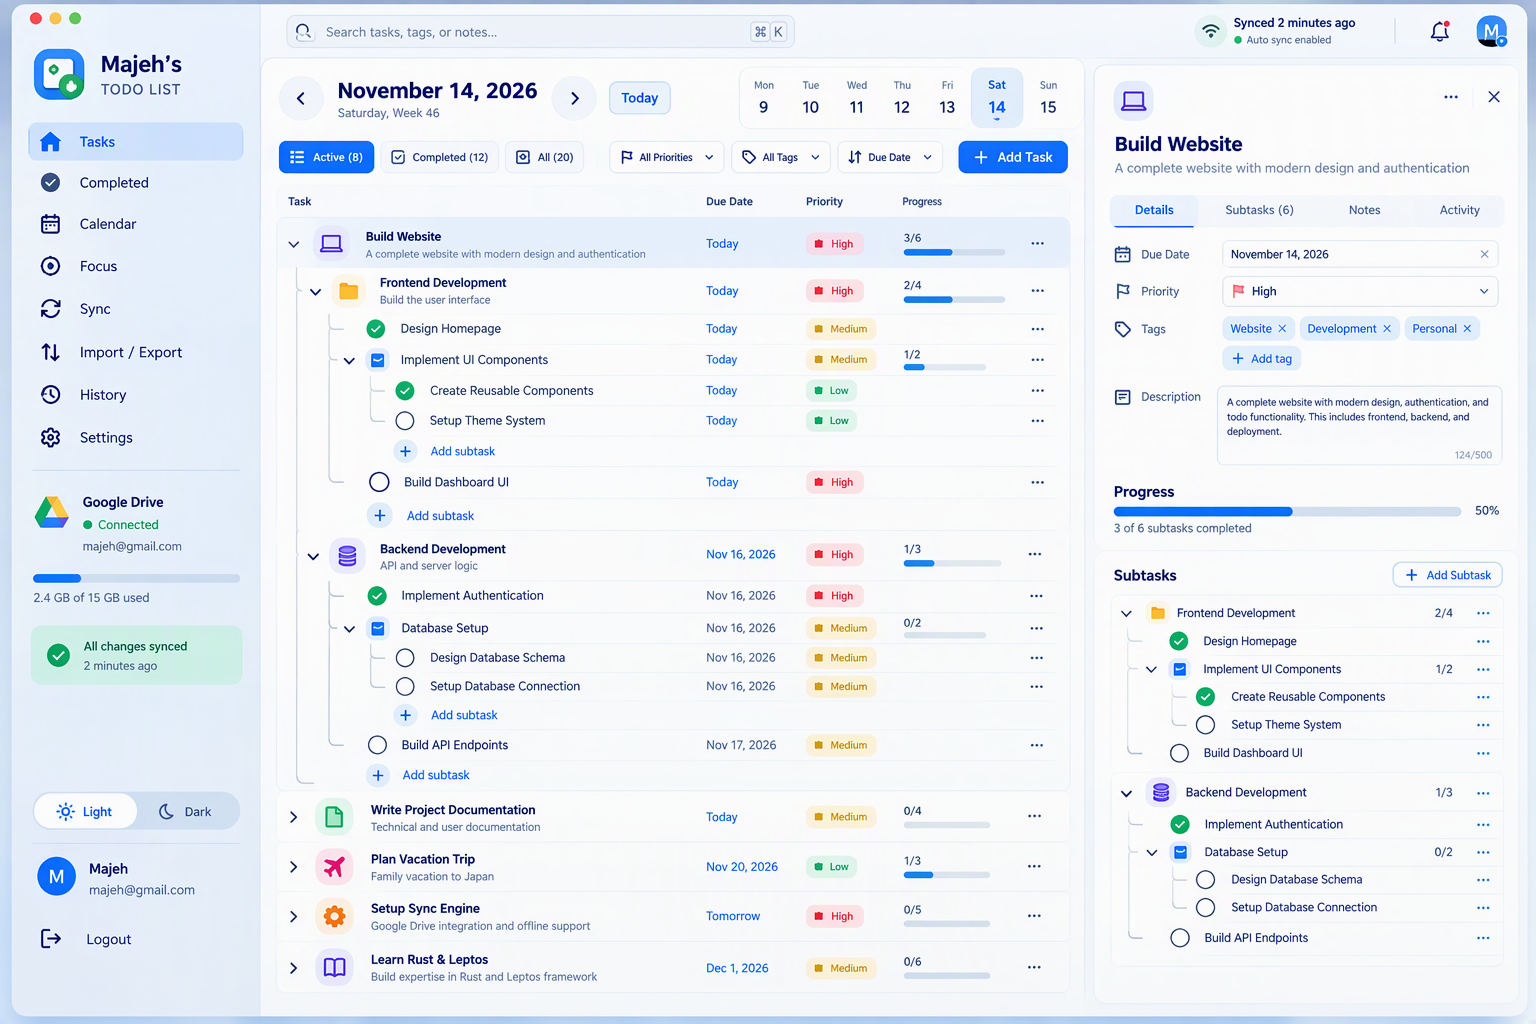 Majeh's
TODO LIST
Tasks
Completed
Calendar
Focus
Sync
Import / Export
History
Settings
Google Drive
Connected
majeh@gmail.com
2.4 GB of 15 GB used
All changes synced
2 minutes ago
Light
Dark
M
Majeh
majeh@gmail.com
Logout
Search tasks, tags, or notes...
⌘ K
Synced 2 minutes ago
Auto sync enabled
M
November 14, 2026
Saturday, Week 46
Today
Mon Tue Wed Thu Fri Sat Sun
9 10 11 12 13 14 15
Active (8)
Completed (12)
All (20)
All Priorities
All Tags
Due Date
Add Task
Task Due Date Priority Progress
Build Website
A complete website with modern design and authentication
Today High 3/6
Frontend Development
Build the user interface
Today High 2/4
Design Homepage Today Medium
Implement UI Components Today Medium 1/2
Create Reusable Components Today Low
Setup Theme System Today Low
Add subtask
Build Dashboard UI Today High
Add subtask
Backend Development
API and server logic
Nov 16, 2026 High 1/3
Implement Authentication Nov 16, 2026 High
Database Setup Nov 16, 2026 Medium 0/2
Design Database Schema Nov 16, 2026 Medium
Setup Database Connection Nov 16, 2026 Medium
Add subtask
Build API Endpoints Nov 17, 2026 Medium
Add subtask
Write Project Documentation
Technical and user documentation
Today Medium 0/4
Plan Vacation Trip
Family vacation to Japan
Nov 20, 2026 Low 1/3
Setup Sync Engine
Google Drive integration and offline support
Tomorrow High 0/5
Learn Rust & Leptos
Build expertise in Rust and Leptos framework
Dec 1, 2026 Medium 0/6
Build Website
A complete website with modern design and authentication
Details Subtasks (6) Notes Activity
Due Date November 14, 2026
Priority High
Tags Website Development Personal
Add tag
Description
A complete website with modern design, authentication, and
todo functionality. This includes frontend, backend, and
deployment.
124/500
Progress
50%
3 of 6 subtasks completed
Subtasks
Add Subtask
Frontend Development 2/4
Design Homepage
Implement UI Components 1/2
Create Reusable Components
Setup Theme System
Build Dashboard UI
Backend Development 1/3
Implement Authentication
Database Setup 0/2
Design Database Schema
Setup Database Connection
Build API Endpoints